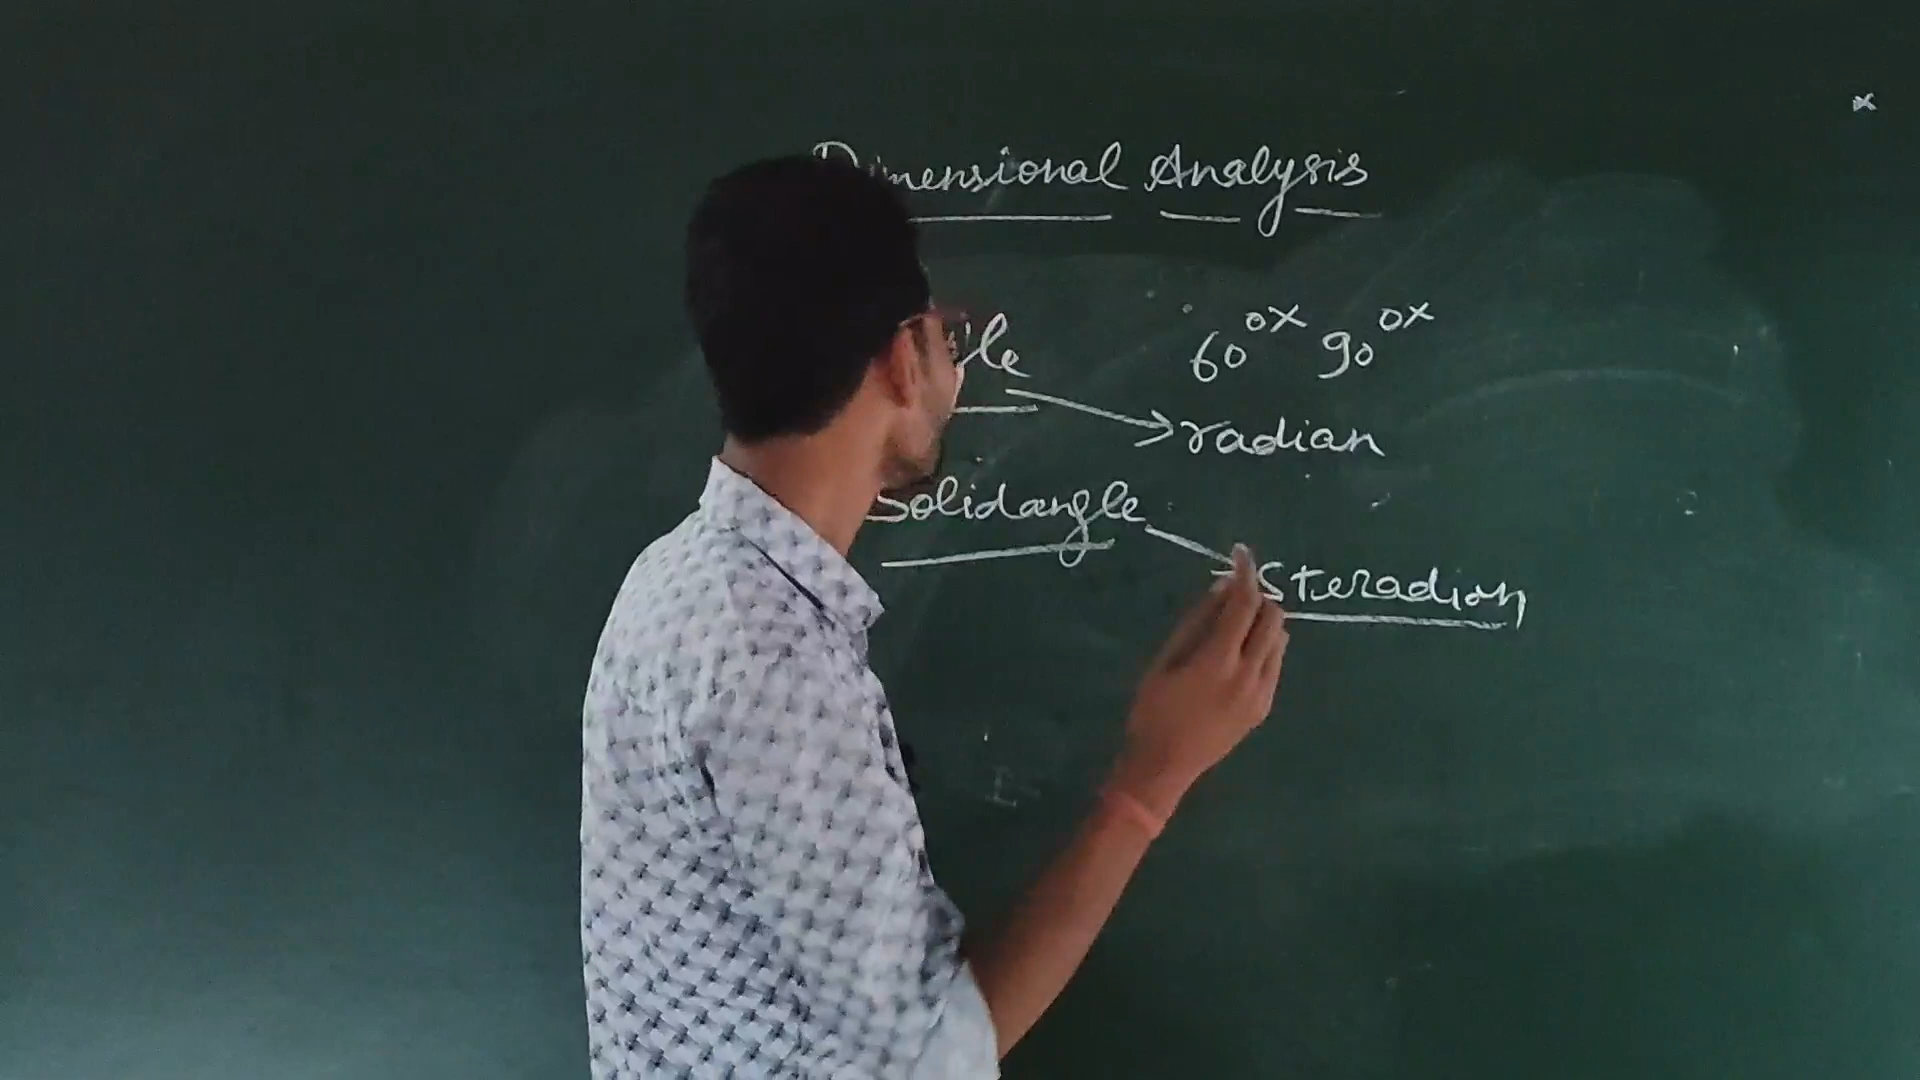 Dimensional Analysis
60°x 90°x
radian
Solidangle
Steradian